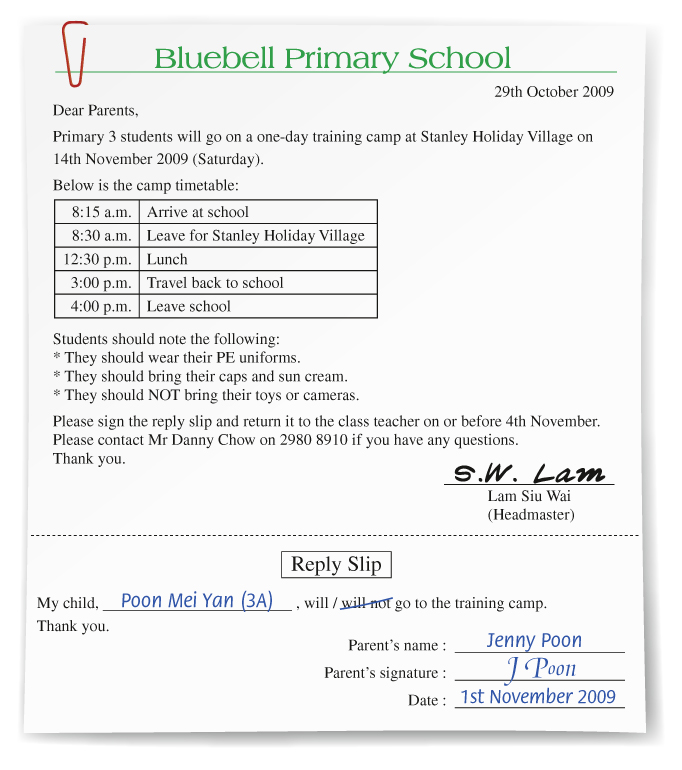 Bluebell Primary School
29th October 2009
Dear Parents,
Primary 3 students will go on a one-day training camp at Stanley Holiday Village on
14th November 2009 (Saturday).
Below is the camp timetable:
8:15 a.m. Arrive at school
8:30 a.m. Leave for Stanley Holiday Village
12:30 p.m. Lunch
3:00 p.m. Travel back to school
4:00 p.m. Leave school
Students should note the following:
* They should wear their PE uniforms.
* They should bring their caps and sun cream.
* They should NOT bring their toys or cameras.
Please sign the reply slip and return it to the class teacher on or before 4th November.
Please contact Mr Danny Chow on 2980 8910 if you have any questions.
Thank you.
S.W. Lam
Lam Siu Wai
(Headmaster)
Reply Slip
My child, Poon Mei Yan (3A) , will / will not go to the training camp.
Thank you.
Parent's name : Jenny Poon
Parent's signature : J Poon
Date : 1st November 2009